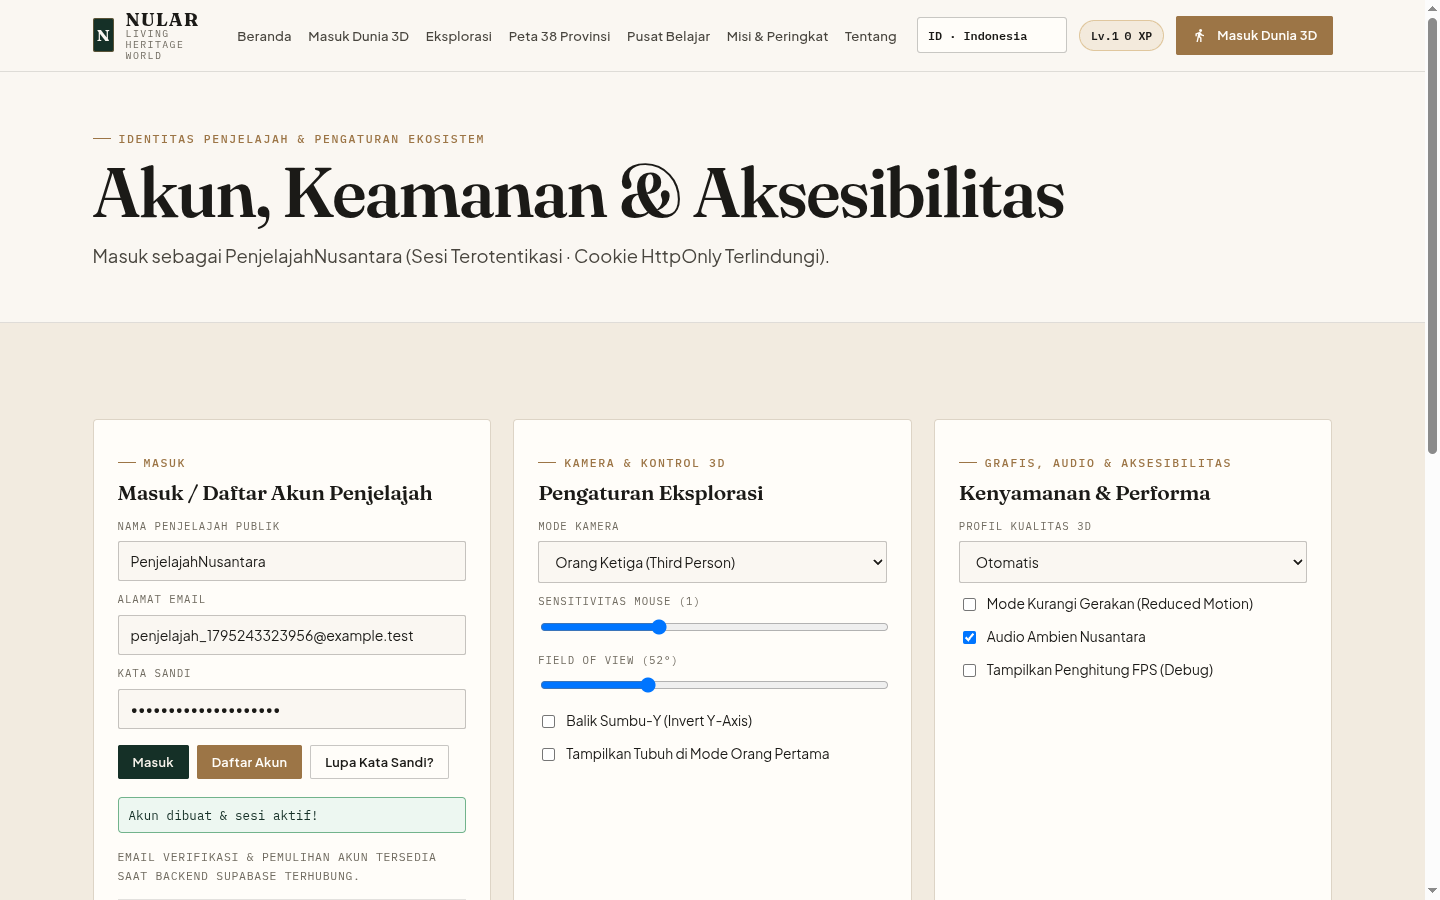 N
NULAR
LIVING
HERITAGE
WORLD
Beranda
Masuk Dunia 3D
Eksplorasi
Peta 38 Provinsi
Pusat Belajar
Misi & Peringkat
Tentang
ID · Indonesia
Lv.1 0 XP
Masuk Dunia 3D
IDENTITAS PENJELAJAH & PENGATURAN EKOSISTEM
Akun, Keamanan & Aksesibilitas
Masuk sebagai PenjelajahNusantara (Sesi Terotentikasi · Cookie HttpOnly Terlindungi).
MASUK
Masuk / Daftar Akun Penjelajah
NAMA PENJELAJAH PUBLIK
PenjelajahNusantara
ALAMAT EMAIL
penjelajah_1795243323956@example.test
KATA SANDI
••••••••••••••••••••
Masuk
Daftar Akun
Lupa Kata Sandi?
Akun dibuat & sesi aktif!
EMAIL VERIFIKASI & PEMULIHAN AKUN TERSEDIA
SAAT BACKEND SUPABASE TERHUBUNG.
KAMERA & KONTROL 3D
Pengaturan Eksplorasi
MODE KAMERA
Orang Ketiga (Third Person)
SENSITIVITAS MOUSE (1)
FIELD OF VIEW (52°)
Balik Sumbu-Y (Invert Y-Axis)
Tampilkan Tubuh di Mode Orang Pertama
GRAFIS, AUDIO & AKSESIBILITAS
Kenyamanan & Performa
PROFIL KUALITAS 3D
Otomatis
Mode Kurangi Gerakan (Reduced Motion)
Audio Ambien Nusantara
Tampilkan Penghitung FPS (Debug)